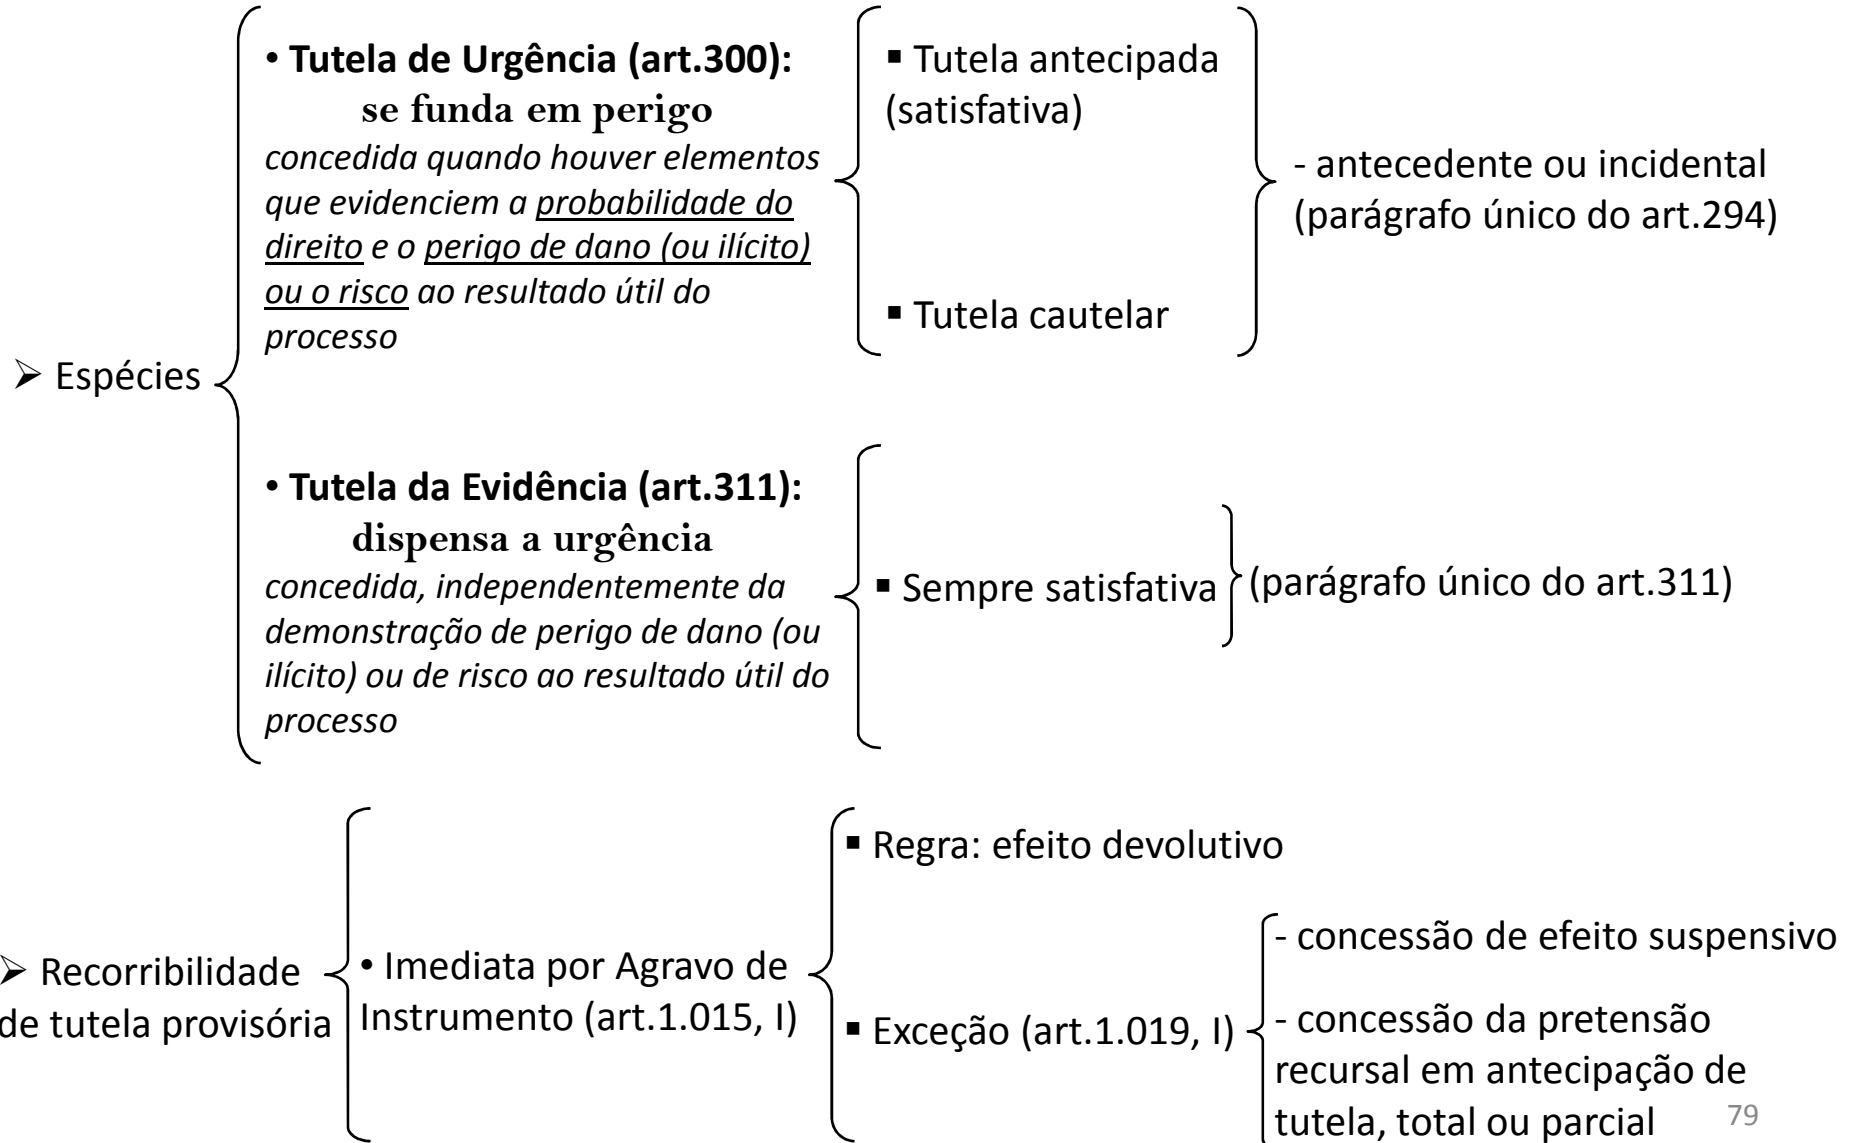 ➢ Espécies
• Tutela de Urgência (art.300):
se funda em perigo
concedida quando houver elementos
que evidenciem a probabilidade do
direito e o perigo de dano (ou ilícito)
ou o risco ao resultado útil do
processo
▪ Tutela antecipada
(satisfativa)
▪ Tutela cautelar
- antecedente ou incidental
(parágrafo único do art.294)
• Tutela da Evidência (art.311):
dispensa a urgência
concedida, independentemente da
demonstração de perigo de dano (ou
ilícito) ou de risco ao resultado útil do
processo
▪ Sempre satisfativa
(parágrafo único do art.311)
➢ Recorribilidade
de tutela provisória
• Imediata por Agravo de
Instrumento (art.1.015, I)
▪ Regra: efeito devolutivo
▪ Exceção (art.1.019, I)
- concessão de efeito suspensivo
- concessão da pretensão
recursal em antecipação de
tutela, total ou parcial
79